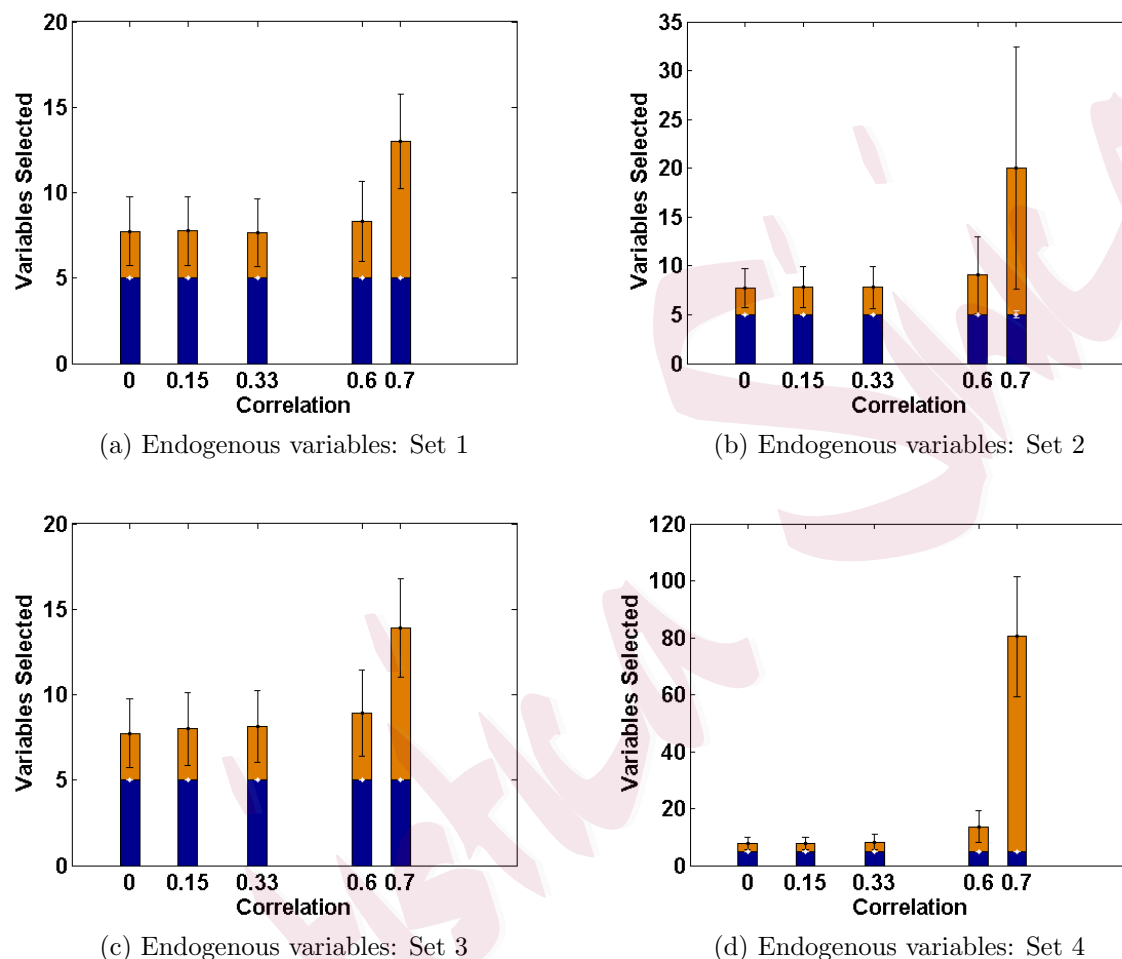 20
15
10
5
0
Variables Selected
0 0.15 0.33 0.6 0.7
Correlation
(a) Endogenous variables: Set 1
35
30
25
20
15
10
5
0
Variables Selected
0 0.15 0.33 0.6 0.7
Correlation
(b) Endogenous variables: Set 2
20
15
10
5
0
Variables Selected
0 0.15 0.33 0.6 0.7
Correlation
(c) Endogenous variables: Set 3
120
100
80
60
40
20
0
Variables Selected
0 0.15 0.33 0.6 0.7
Correlation
(d) Endogenous variables: Set 4